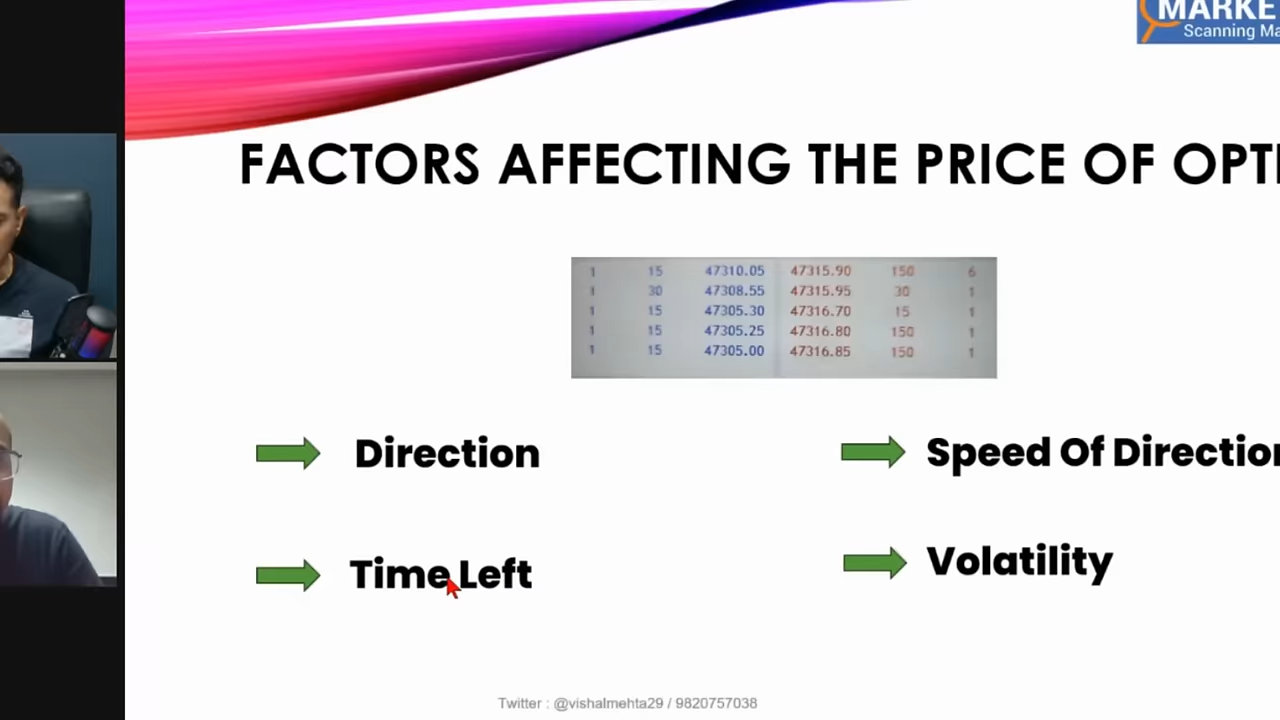 MARKE
Scanning Ma
FACTORS AFFECTING THE PRICE OF OPTI
1 15 47310.05 47315.90 150 6
1 30 47308.55 47315.95 30 1
1 15 47305.30 47316.70 15 1
1 15 47305.25 47316.80 150 1
1 15 47305.00 47316.85 150 1
Direction
Speed Of Direction
Time Left
Volatility
Twitter : @vishalmehta29 / 9820757038